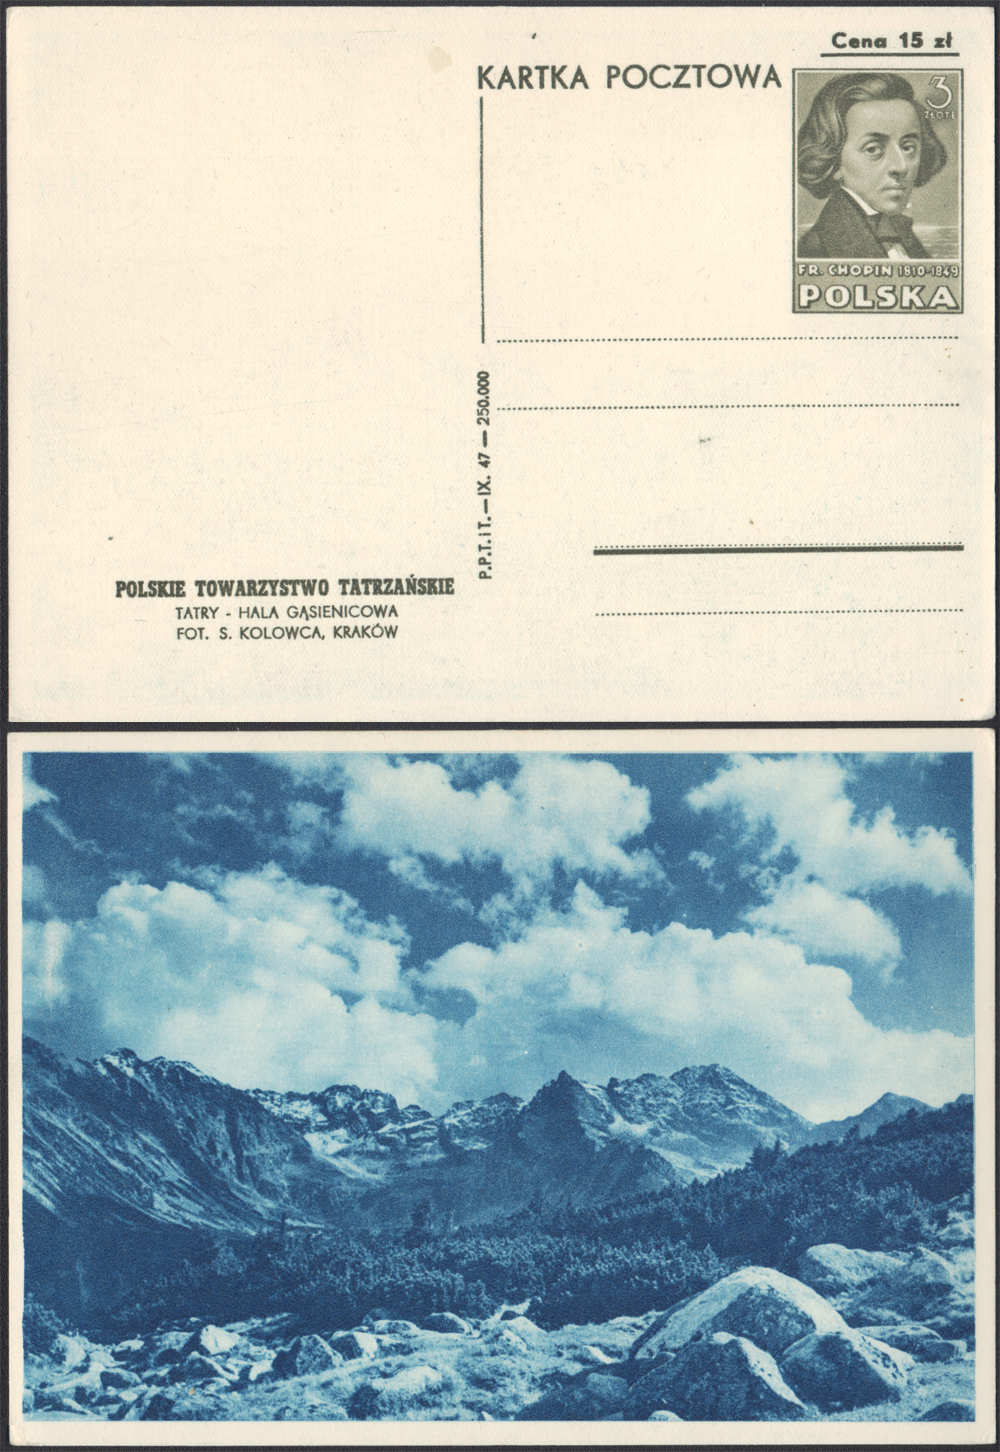 Cena 15 zł
KARTKA POCZTOWA
3
ZŁOTE
FR. CHOPIN 1810-1849
POLSKA
P.P.T.iT.—IX. 47 — 250.000
POLSKIE TOWARZYSTWO TATRZAŃSKIE
TATRY - HALA GĄSIENICOWA
FOT. S. KOLOWCA, KRAKÓW